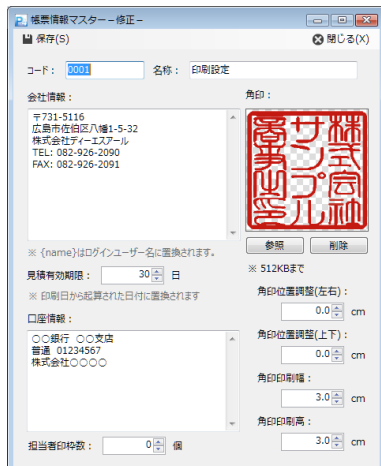 帳票情報マスター－修正－
保存(S)
閉じる(X)
コード：
0001
名称：
印刷設定
会社情報：
〒731-5116
広島市佐伯区八幡1-5-32
株式会社ディーエスアール
TEL: 082-926-2090
FAX: 082-926-2091
※ {name}はログインユーザー名に置換されます。
見積有効期限：
30
日
※ 印刷日から起算された日付に置換されます
口座情報：
○○銀行 ○○支店
普通 01234567
株式会社○○○○
担当者印枠数：
0
個
角印：
株式会社
サンプル
商事之印
参照
削除
※ 512KBまで
角印位置調整(左右)：
0.0
cm
角印位置調整(上下)：
0.0
cm
角印印刷幅：
3.0
cm
角印印刷高：
3.0
cm